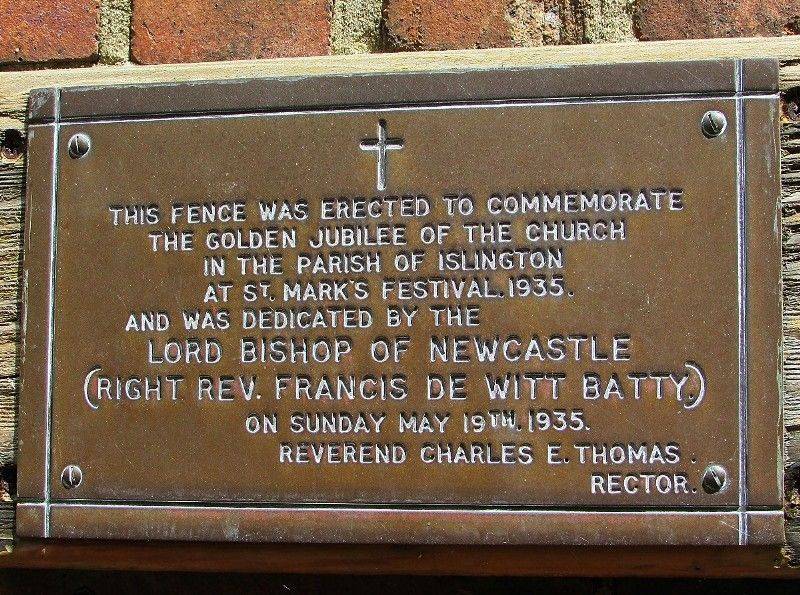 THIS FENCE WAS ERECTED TO COMMEMORATE
THE GOLDEN JUBILEE OF THE CHURCH
IN THE PARISH OF ISLINGTON
AT ST. MARK'S FESTIVAL. 1935.
AND WAS DEDICATED BY THE
LORD BISHOP OF NEWCASTLE
(RIGHT REV. FRANCIS DE WITT BATTY.)
ON SUNDAY MAY 19TH. 1935.
REVEREND CHARLES E. THOMAS.
RECTOR.